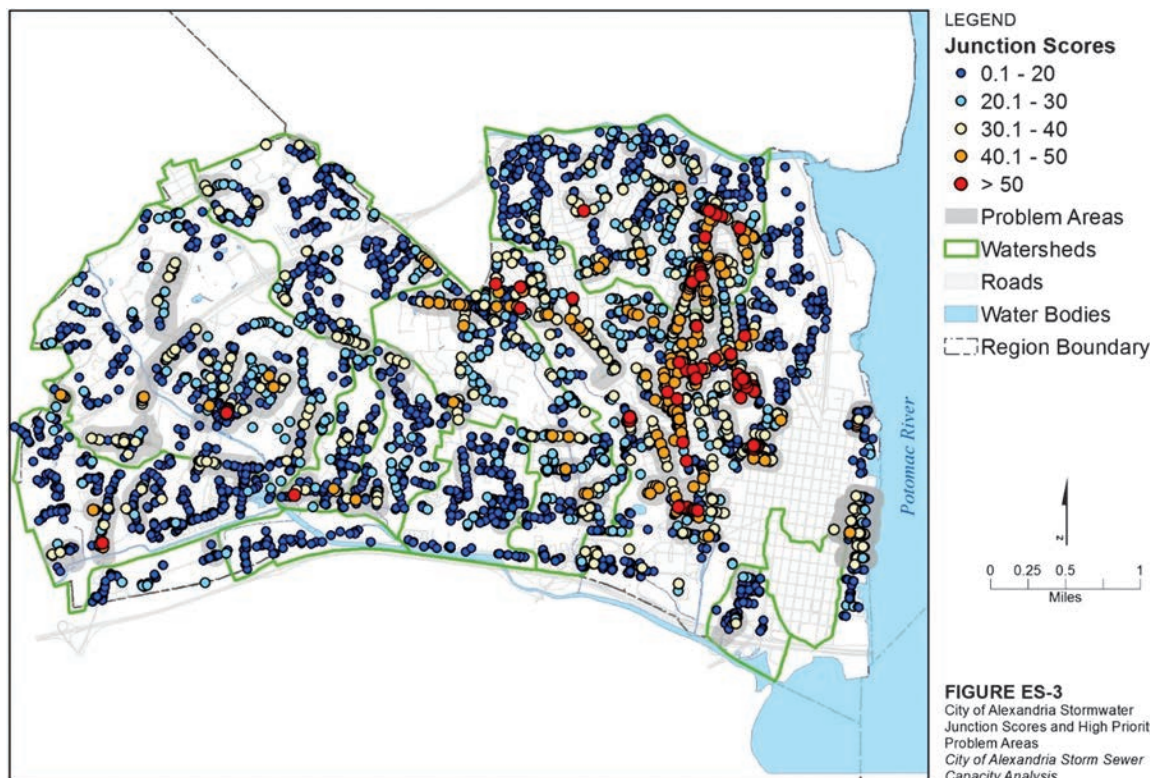 LEGEND
Junction Scores
0.1 - 20
20.1 - 30
30.1 - 40
40.1 - 50
> 50
Problem Areas
Watersheds
Roads
Water Bodies
Region Boundary
Potomac River
z
0 0.25 0.5 1
Miles
FIGURE ES-3
City of Alexandria Stormwater
Junction Scores and High Priorit
Problem Areas
City of Alexandria Storm Sewer
Capacity Analysis